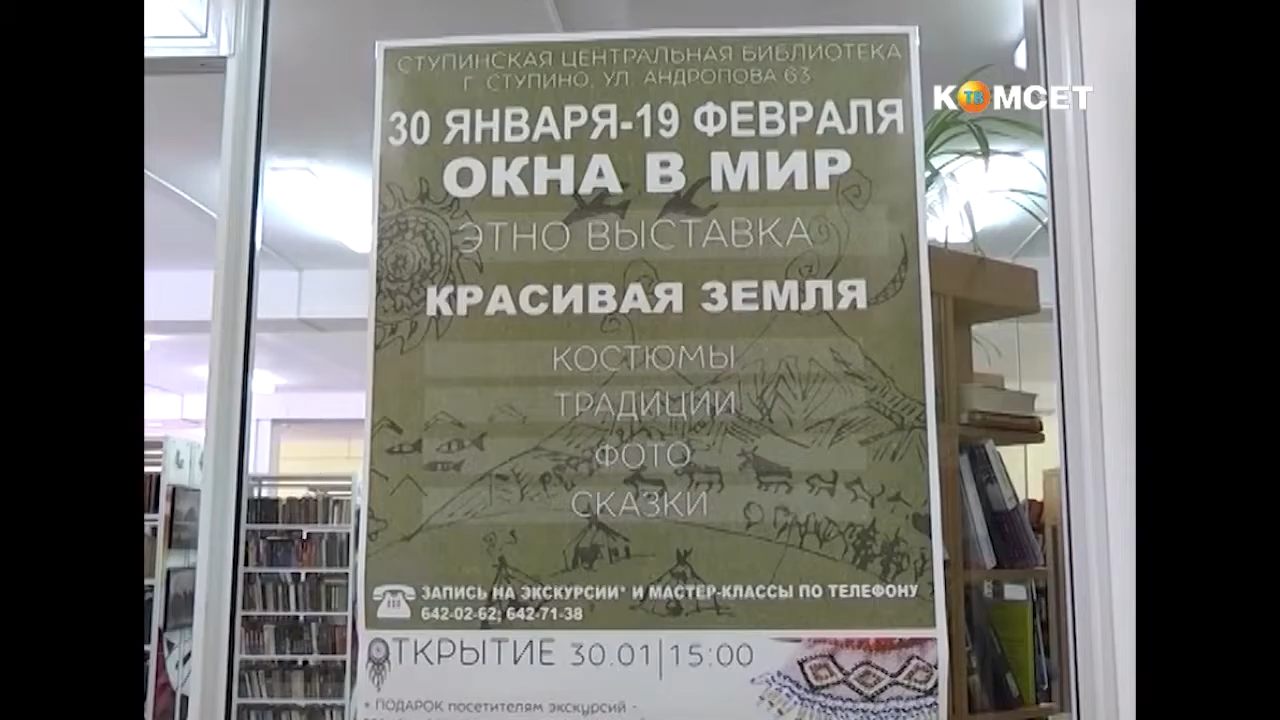 СТУПИНСКАЯ ЦЕНТРАЛЬНАЯ БИБЛИОТЕКА
Г. СТУПИНО, УЛ. АНДРОПОВА 63
КОМСЕТ
ТВ
30 ЯНВАРЯ-19 ФЕВРАЛЯ
ОКНА В МИР
ЭТНО ВЫСТАВКА
КРАСИВАЯ ЗЕМЛЯ
КОСТЮМЫ
ТРАДИЦИИ
ФОТО
СКАЗКИ
ЗАПИСЬ НА ЭКСКУРСИИ* И МАСТЕР-КЛАССЫ ПО ТЕЛЕФОНУ
642-02-62; 642-71-38
ОТКРЫТИЕ 30.01|15:00
* ПОДАРОК посетителям экскурсий -